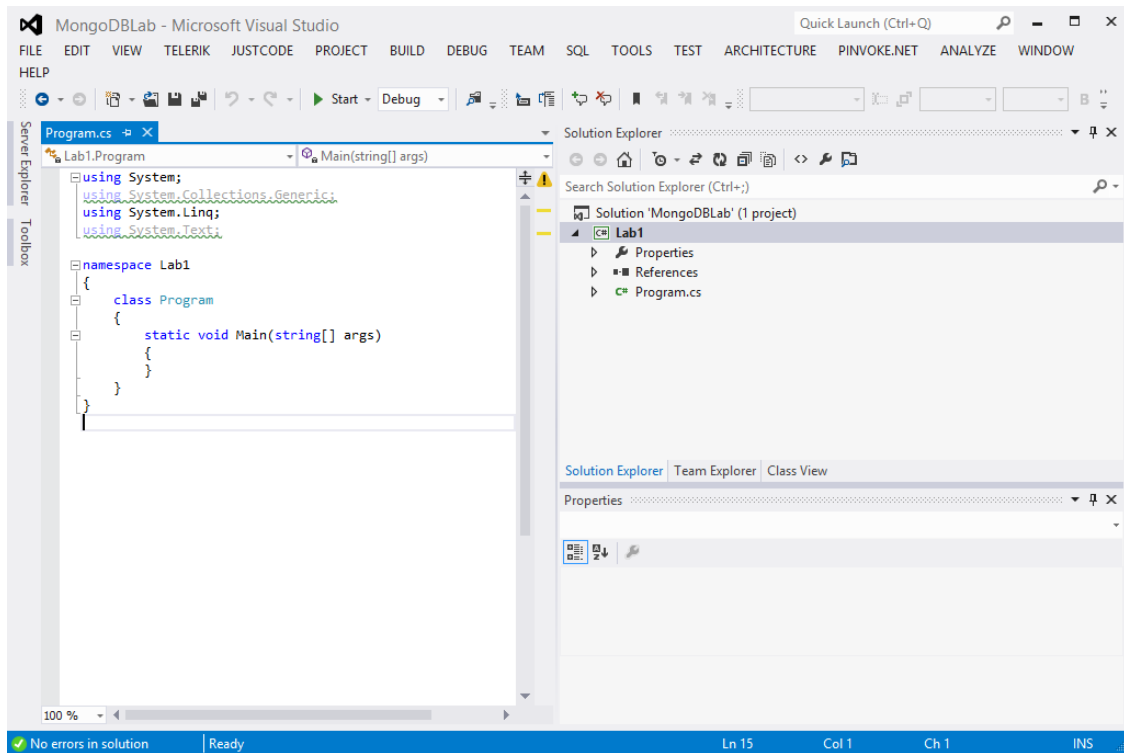 MongoDBLab - Microsoft Visual Studio
Quick Launch (Ctrl+Q)
FILE EDIT VIEW TELERIK JUSTCODE PROJECT BUILD DEBUG TEAM SQL TOOLS TEST ARCHITECTURE PINVOKE.NET ANALYZE WINDOW
HELP
Start Debug
Server Explorer
Toolbox
Program.cs
Lab1.Program
Main(string[] args)
using System;
using System.Collections.Generic;
using System.Linq;
using System.Text;
namespace Lab1
{
class Program
{
static void Main(string[] args)
{
}
}
}
100 %
Solution Explorer
Search Solution Explorer (Ctrl+;)
Solution 'MongoDBLab' (1 project)
C# Lab1
Properties
References
C# Program.cs
Solution Explorer Team Explorer Class View
Properties
No errors in solution Ready Ln 15 Col 1 Ch 1 INS